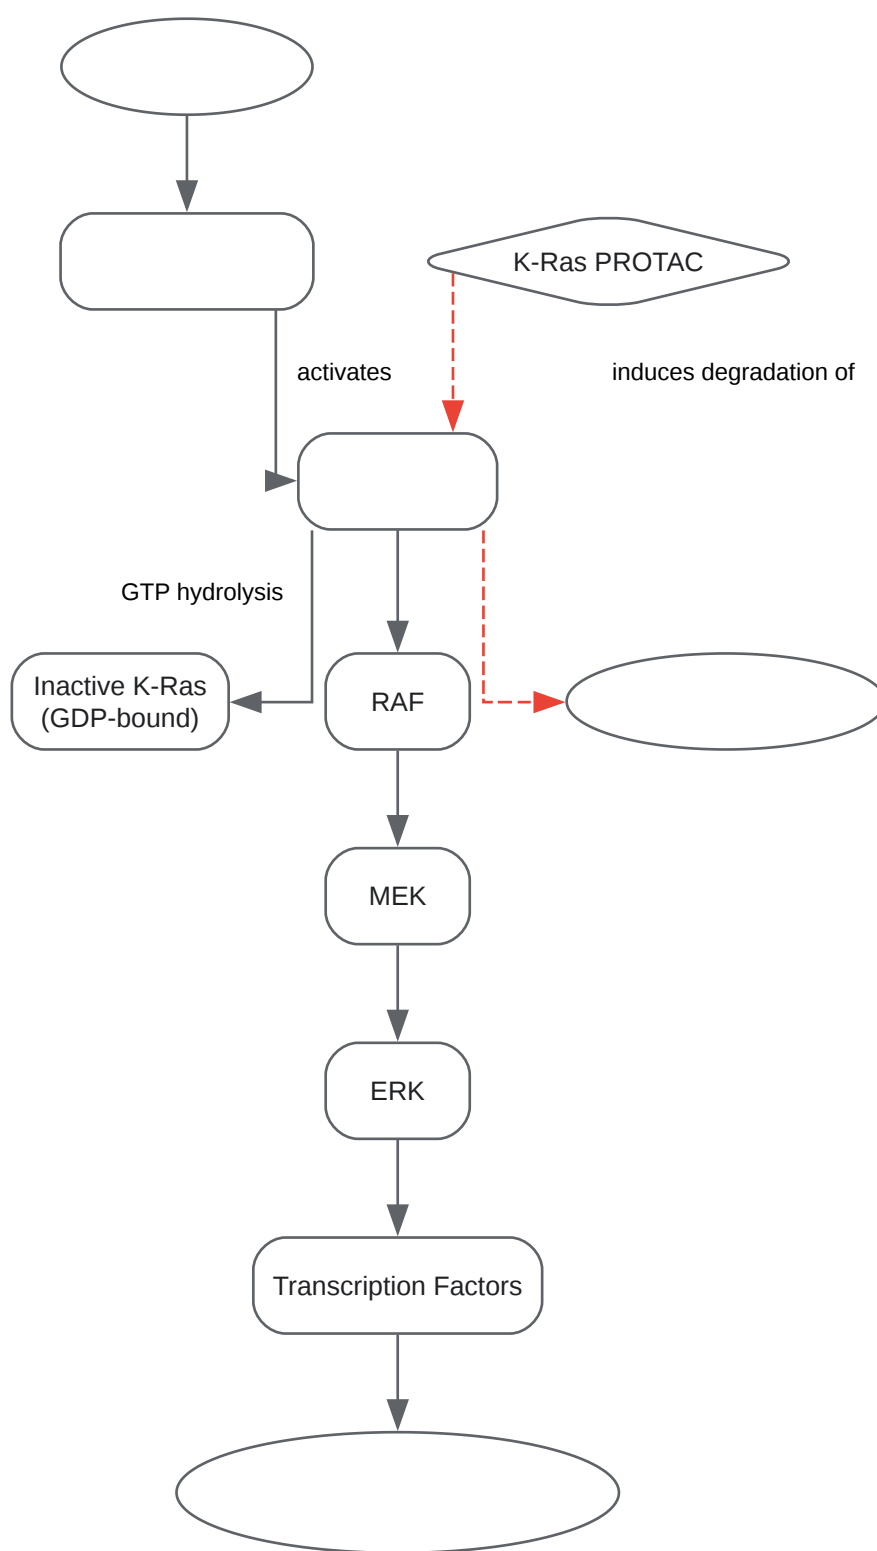 K-Ras PROTAC
activates
induces degradation of
GTP hydrolysis
Inactive K-Ras
(GDP-bound)
RAF
MEK
ERK
Transcription Factors